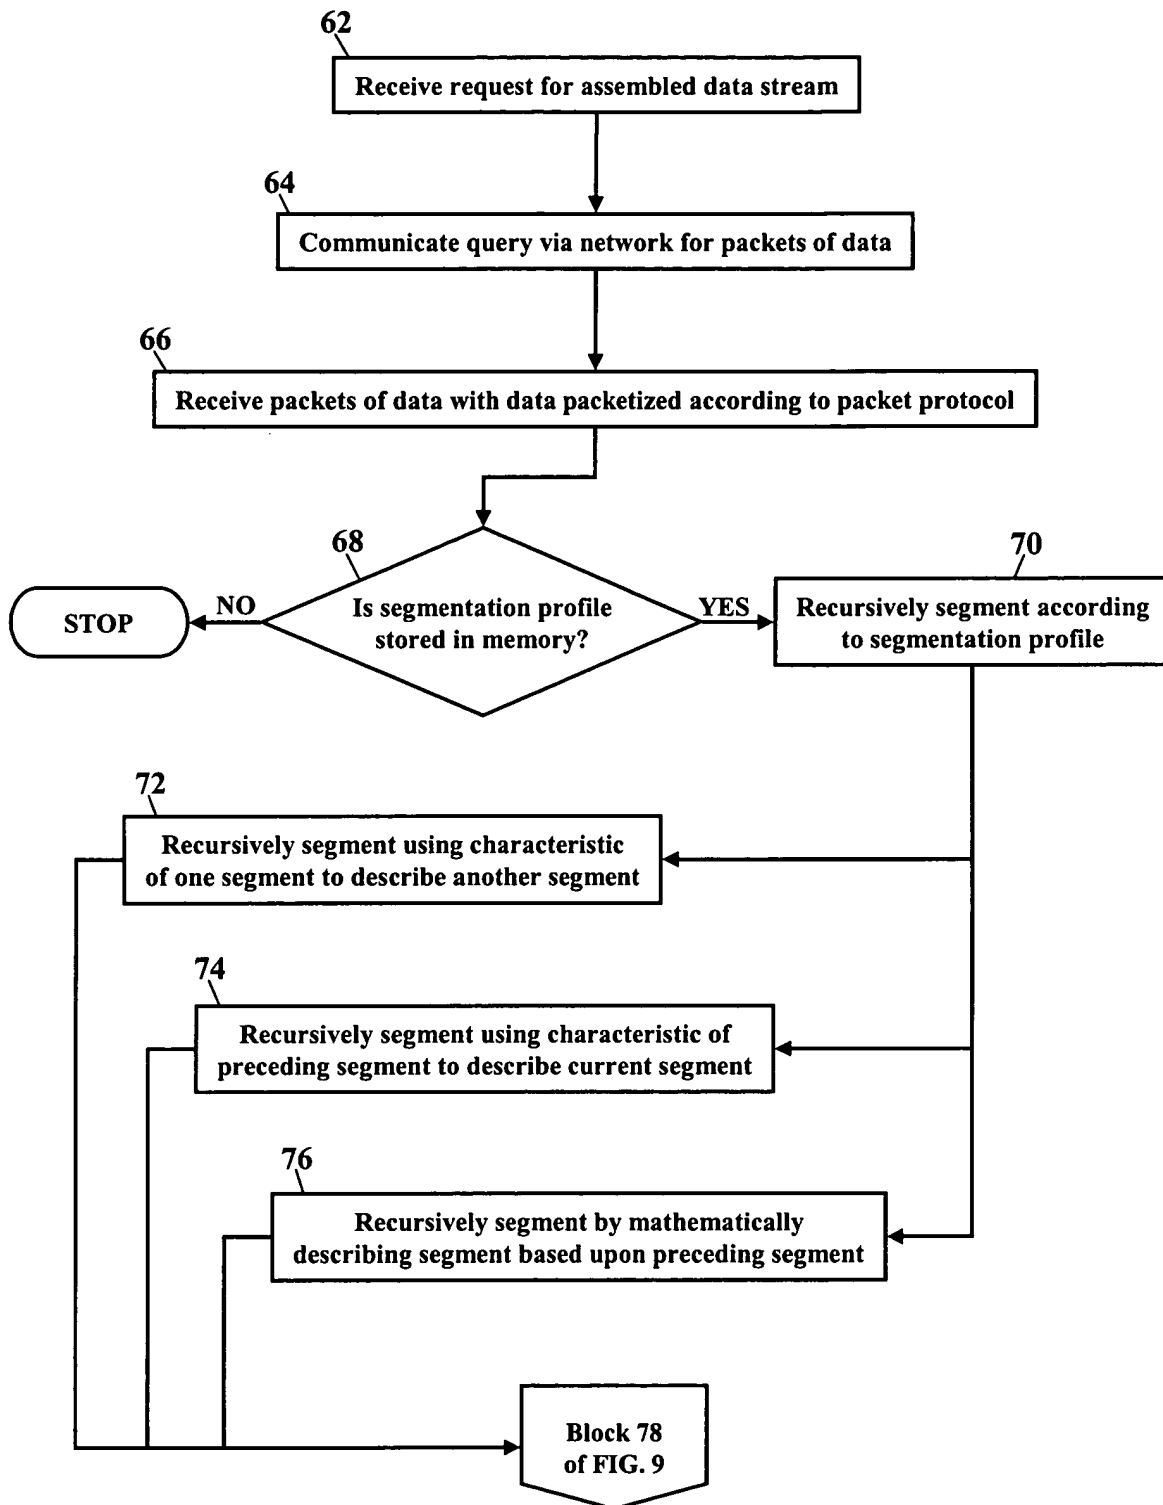 62
Receive request for assembled data stream
64
Communicate query via network for packets of data
66
Receive packets of data with data packetized according to packet protocol
68
Is segmentation profile
stored in memory?
NO
STOP
YES
70
Recursively segment according
to segmentation profile
72
Recursively segment using characteristic
of one segment to describe another segment
74
Recursively segment using characteristic of
preceding segment to describe current segment
76
Recursively segment by mathematically
describing segment based upon preceding segment
Block 78
of FIG. 9